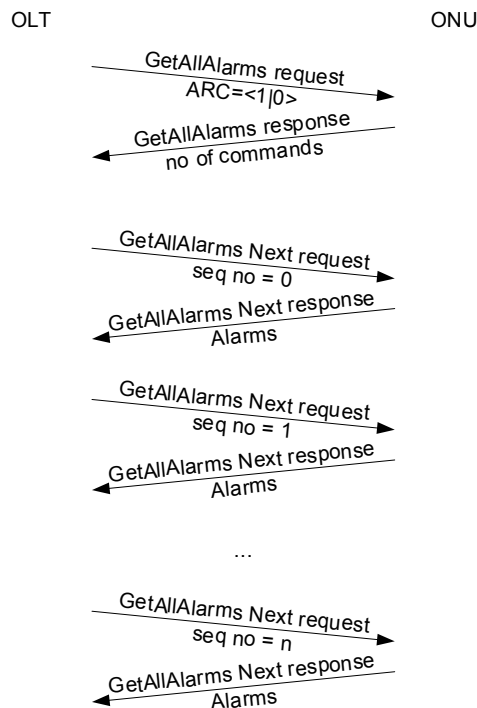 OLT
ONU
GetAllAlarms request
ARC=<1|0>
GetAllAlarms response
no of commands
GetAllAlarms Next request
seq no = 0
GetAllAlarms Next response
Alarms
GetAllAlarms Next request
seq no = 1
GetAllAlarms Next response
Alarms
...
GetAllAlarms Next request
seq no = n
GetAllAlarms Next response
Alarms